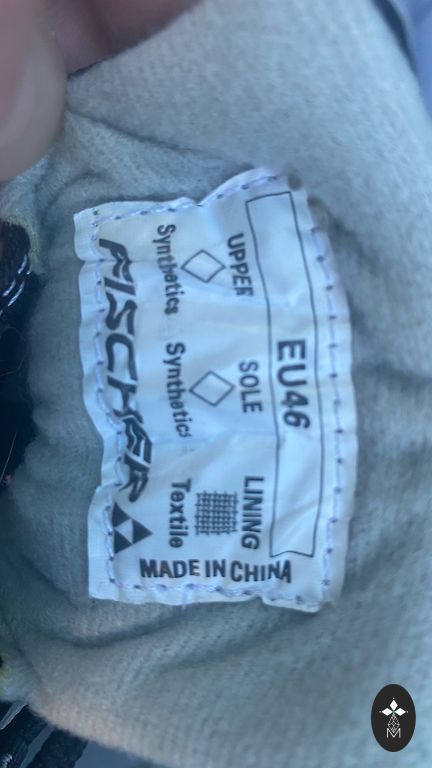 EU46
UPPER SOLE LINING
Synthetics Synthetics Textile
FISCHER
MADE IN CHINA
M